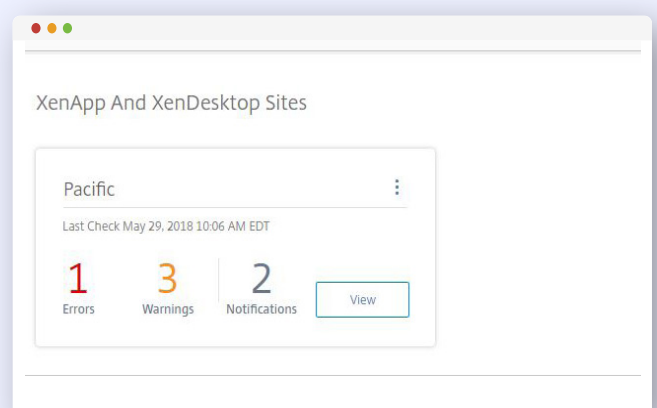 XenApp And XenDesktop Sites
Pacific
Last Check May 29, 2018 10:06 AM EDT
1 3 2
Errors Warnings Notifications View